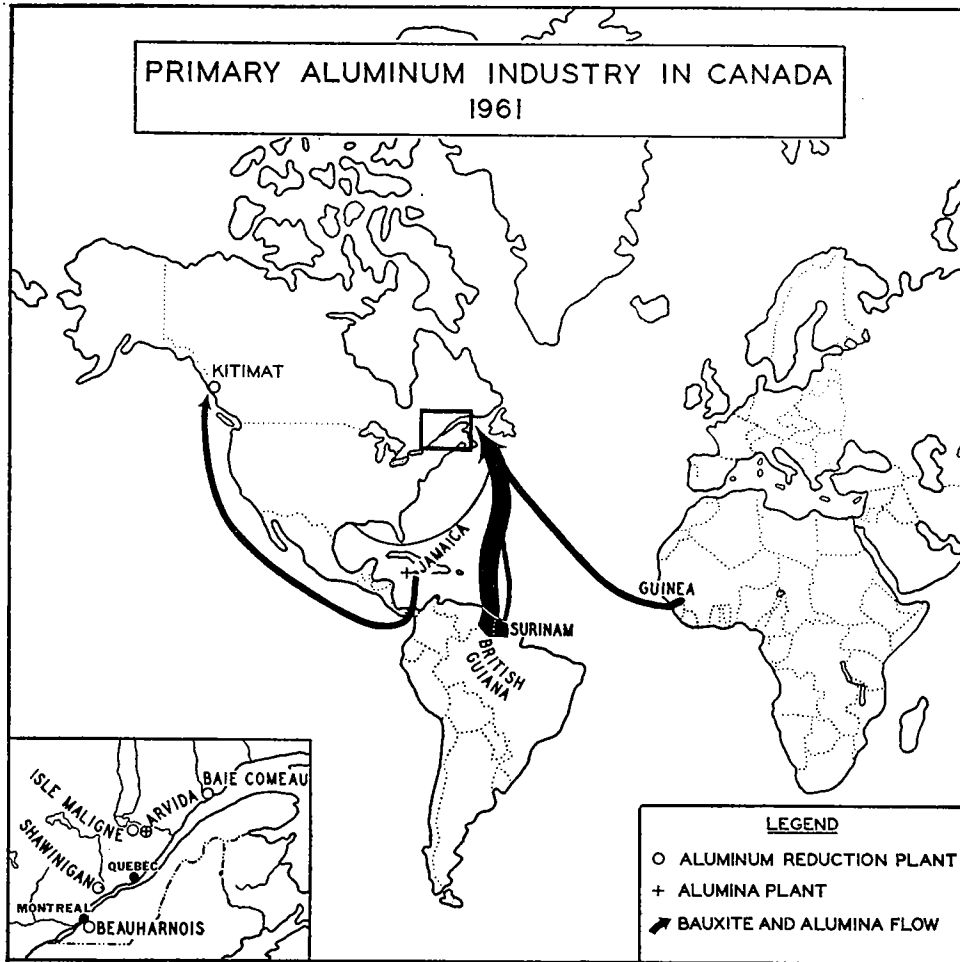 PRIMARY ALUMINUM INDUSTRY IN CANADA
1961
KITIMAT
JAMAICA
GUINEA
SURINAM
BRITISH
GUIANA
BAIE COMEAU
ISLE MALIGNE
ARVIDA
SHAWINIGAN
QUEBEC
MONTREAL
BEAUHARNOIS
LEGEND
ALUMINUM REDUCTION PLANT
ALUMINA PLANT
BAUXITE AND ALUMINA FLOW